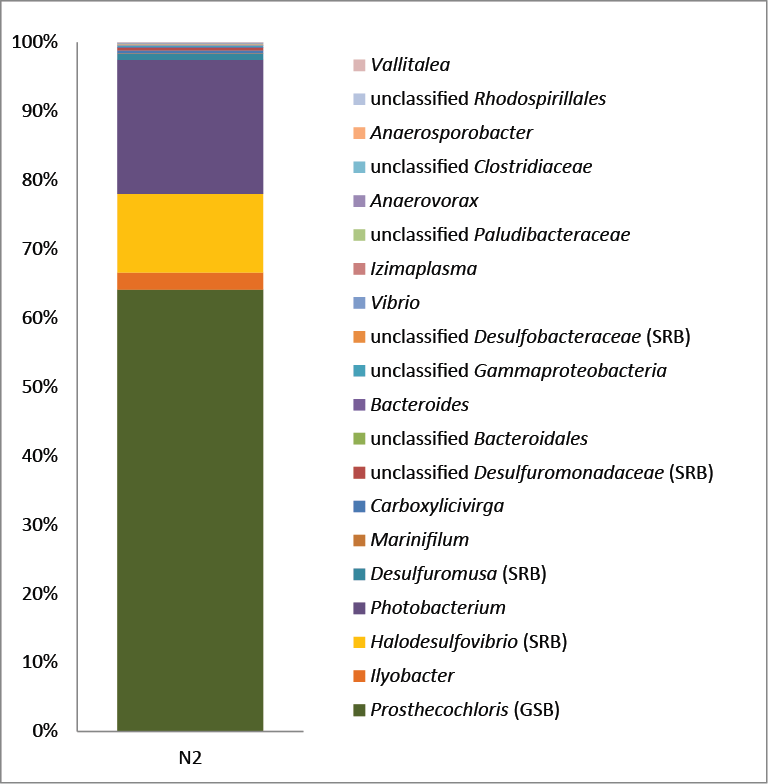 100%
90%
80%
70%
60%
50%
40%
30%
20%
10%
0%
N2
Vallitalea
unclassified Rhodospirillales
Anaerosporobacter
unclassified Clostridiaceae
Anaerovorax
unclassified Paludibacteraceae
Izimaplasma
Vibrio
unclassified Desulfobacteraceae (SRB)
unclassified Gammaproteobacteria
Bacteroides
unclassified Bacteroidales
unclassified Desulfuromonadaceae (SRB)
Carboxylicivirga
Marinifilum
Desulfuromusa (SRB)
Photobacterium
Halodesulfovibrio (SRB)
Ilyobacter
Prosthecochloris (GSB)